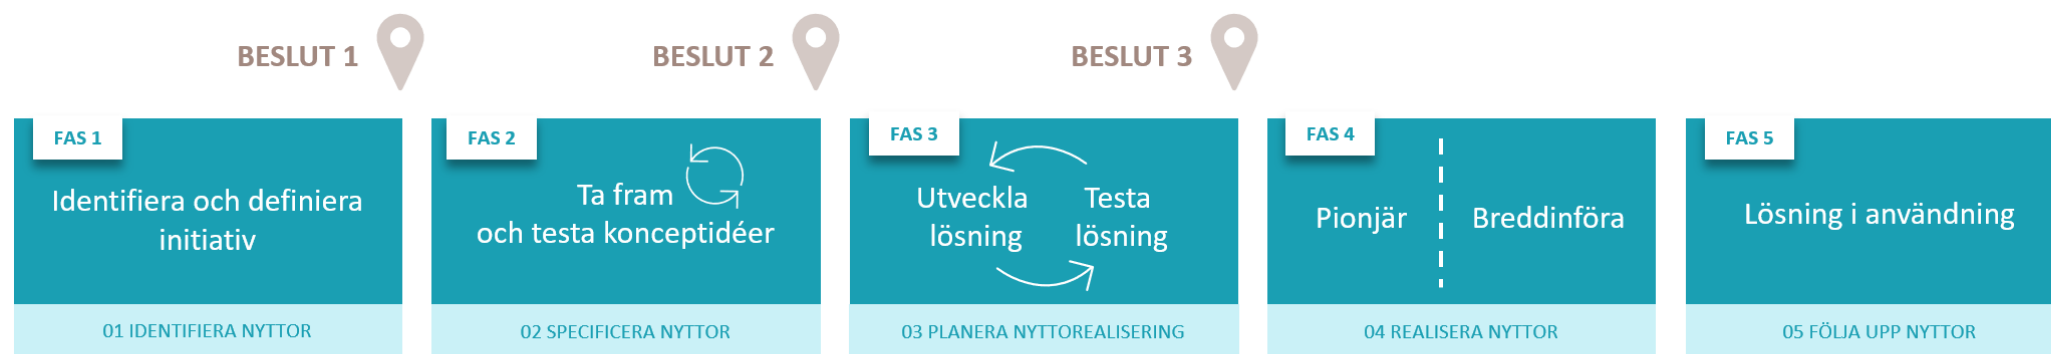 BESLUT 1
BESLUT 2
BESLUT 3
FAS 1
Identifiera och definiera
initiativ
01 IDENTIFIERA NYTTOR
FAS 2
Ta fram
och testa konceptidéer
02 SPECIFICERA NYTTOR
FAS 3
Utveckla
lösning
Testa
lösning
03 PLANERA NYTTOREALISERING
FAS 4
Pionjär
Breddinföra
04 REALISERA NYTTOR
FAS 5
Lösning i användning
05 FÖLJA UPP NYTTOR